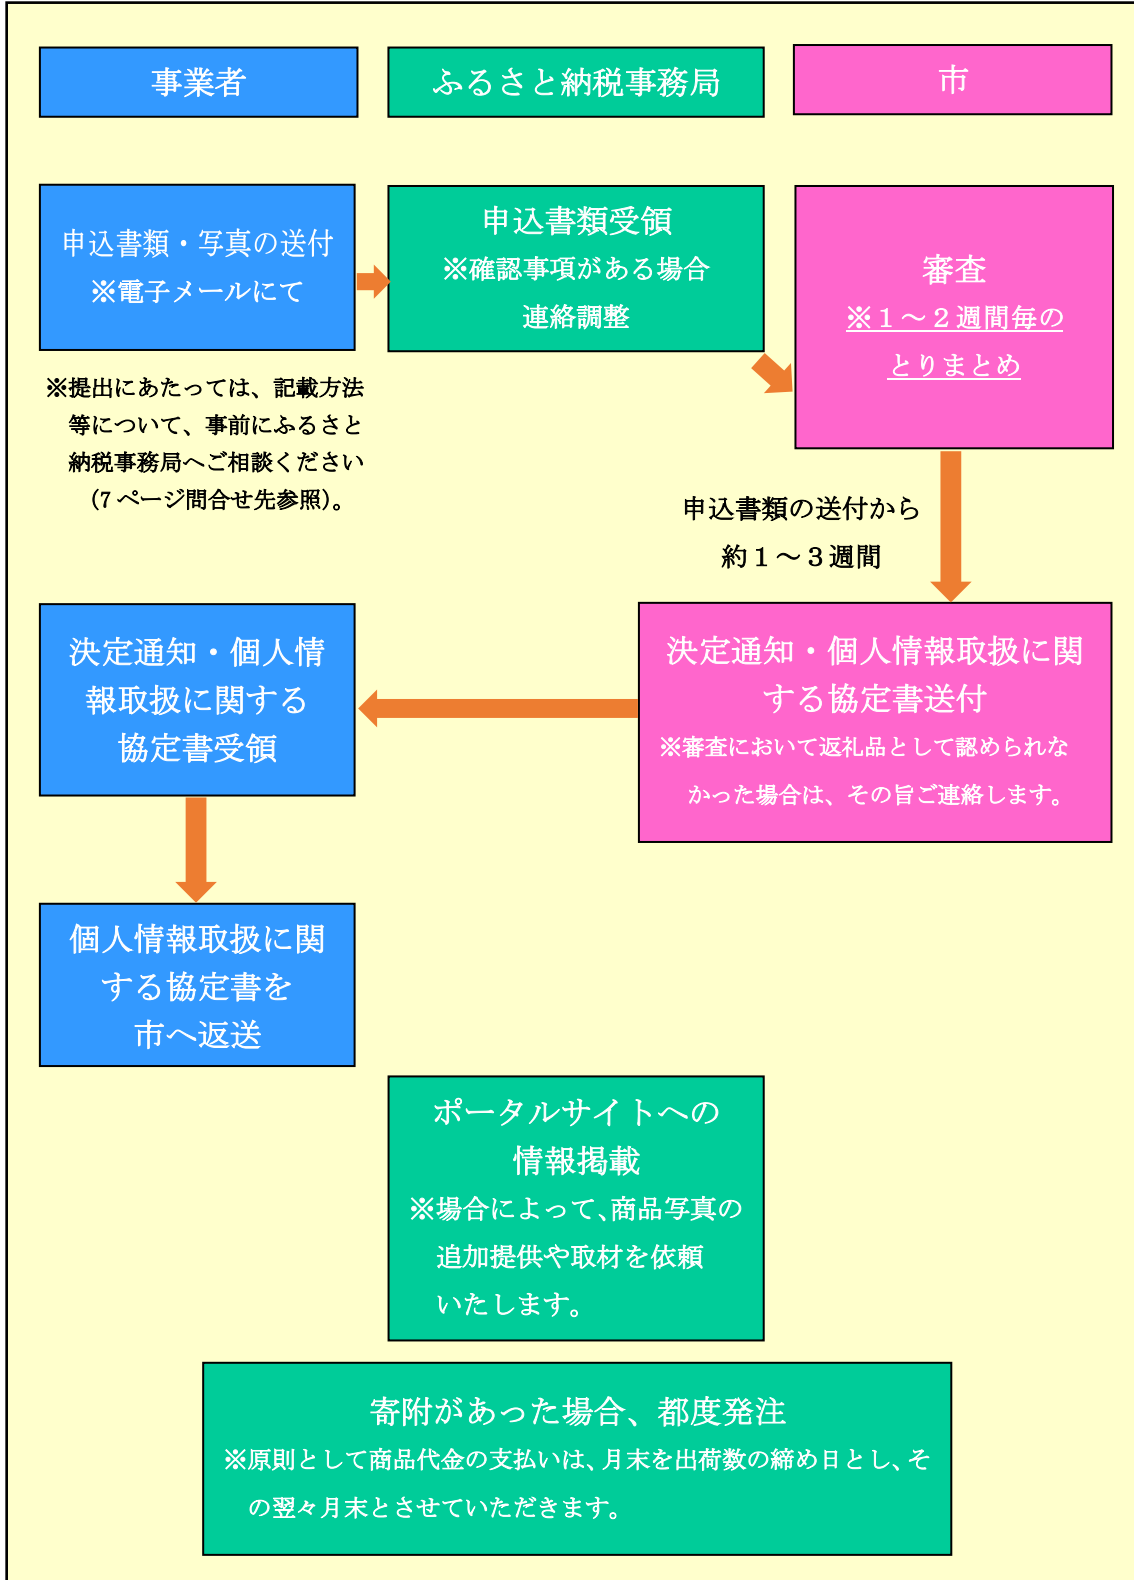 事業者
ふるさと納税事務局
市
申込書類・写真の送付
※電子メールにて
申込書類受領
※確認事項がある場合
連絡調整
審査
※１～２週間毎の
とりまとめ
※提出にあたっては、記載方法
等について、事前にふるさと
納税事務局へご相談ください
（7 ページ問合せ先参照）。
申込書類の送付から
約１～３週間
決定通知・個人情
報取扱に関する
協定書受領
決定通知・個人情報取扱に関
する協定書送付
※審査において返礼品として認められな
かった場合は、その旨ご連絡します。
個人情報取扱に関
する協定書を
市へ返送
ポータルサイトへの
情報掲載
※場合によって、商品写真の
追加提供や取材を依頼
いたします。
寄附があった場合、都度発注
※原則として商品代金の支払いは、月末を出荷数の締め日とし、そ
の翌々月末とさせていただきます。